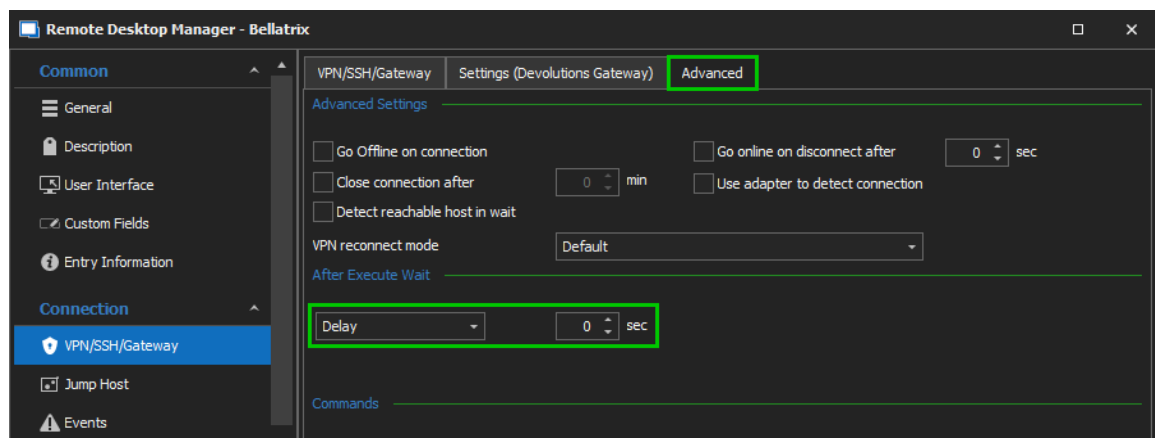 Remote Desktop Manager - Bellatrix
Common
General
Description
User Interface
Custom Fields
Entry Information
Connection
VPN/SSH/Gateway
Jump Host
Events
VPN/SSH/Gateway Settings (Devolutions Gateway) Advanced
Advanced Settings
Go Offline on connection Go online on disconnect after 0 sec
Close connection after 0 min Use adapter to detect connection
Detect reachable host in wait
VPN reconnect mode Default
After Execute Wait
Delay 0 sec
Commands